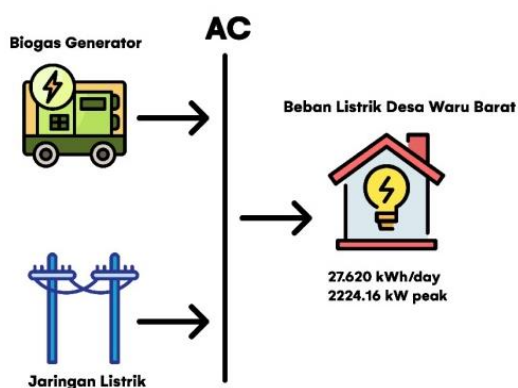 AC
Biogas Generator
Beban Listrik Desa Waru Barat
27.620 kWh/day
2224.16 kW peak
Jaringan Listrik